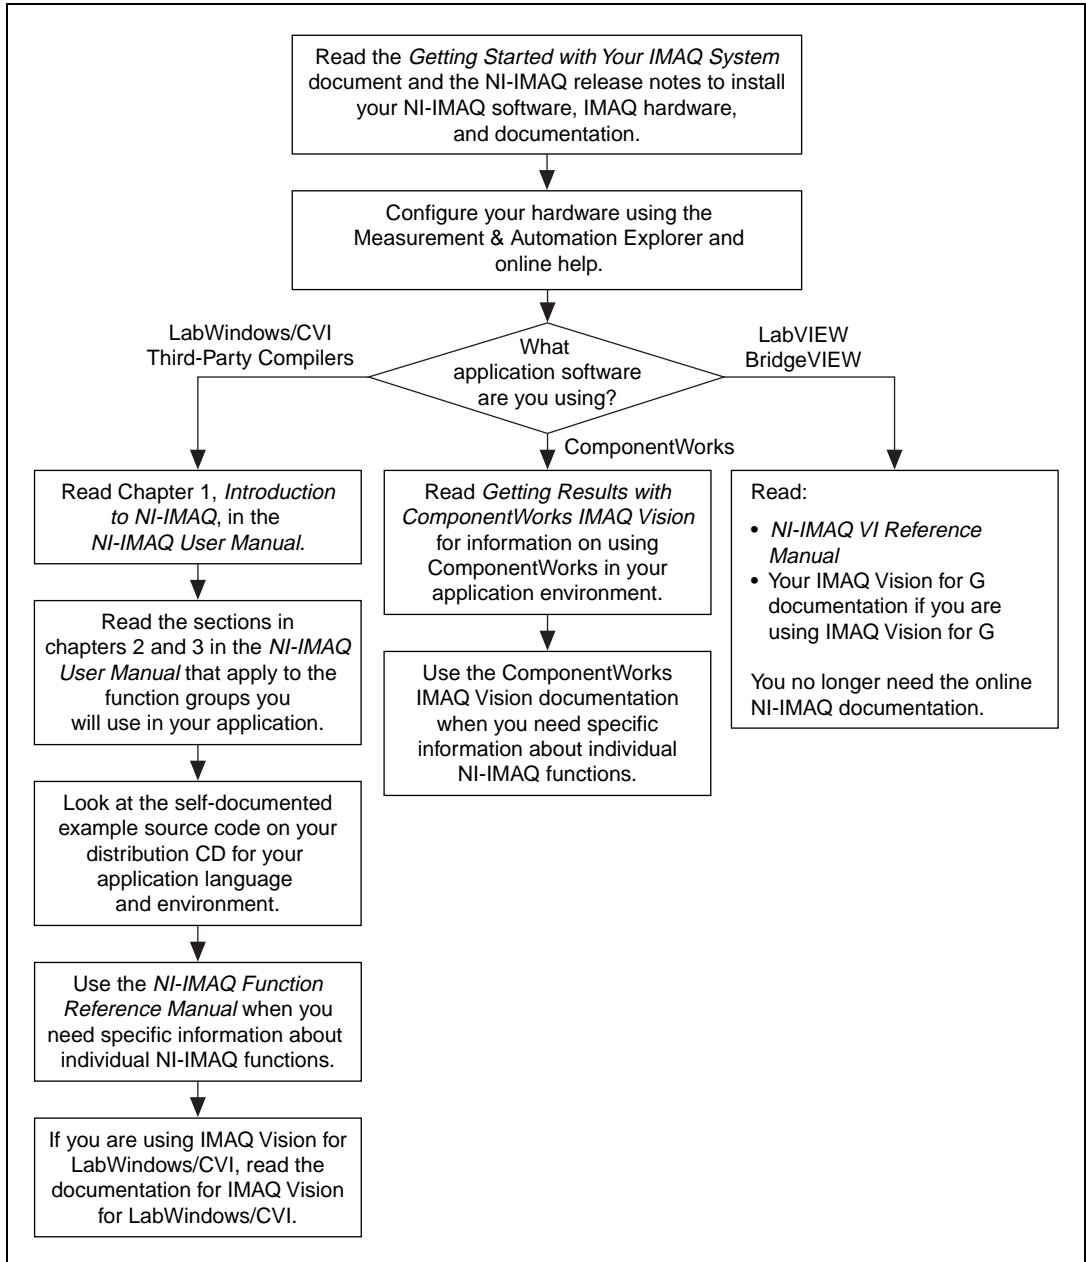 Read the Getting Started with Your IMAQ System
document and the NI-IMAQ release notes to install
your NI-IMAQ software, IMAQ hardware,
and documentation.
Configure your hardware using the
Measurement & Automation Explorer and
online help.
What
application software
are you using?
LabWindows/CVI
Third-Party Compilers
Read Chapter 1, Introduction
to NI-IMAQ, in the
NI-IMAQ User Manual.
Read the sections in
chapters 2 and 3 in the NI-IMAQ
User Manual that apply to the
function groups you
will use in your application.
Look at the self-documented
example source code on your
distribution CD for your
application language
and environment.
Use the NI-IMAQ Function
Reference Manual when you
need specific information about
individual NI-IMAQ functions.
If you are using IMAQ Vision for
LabWindows/CVI, read the
documentation for IMAQ Vision
for LabWindows/CVI.
ComponentWorks
Read Getting Results with
ComponentWorks IMAQ Vision
for information on using
ComponentWorks in your
application environment.
Use the ComponentWorks
IMAQ Vision documentation
when you need specific
information about individual
NI-IMAQ functions.
LabVIEW
BridgeVIEW
Read:
• NI-IMAQ VI Reference
Manual
• Your IMAQ Vision for G
documentation if you are
using IMAQ Vision for G
You no longer need the online
NI-IMAQ documentation.